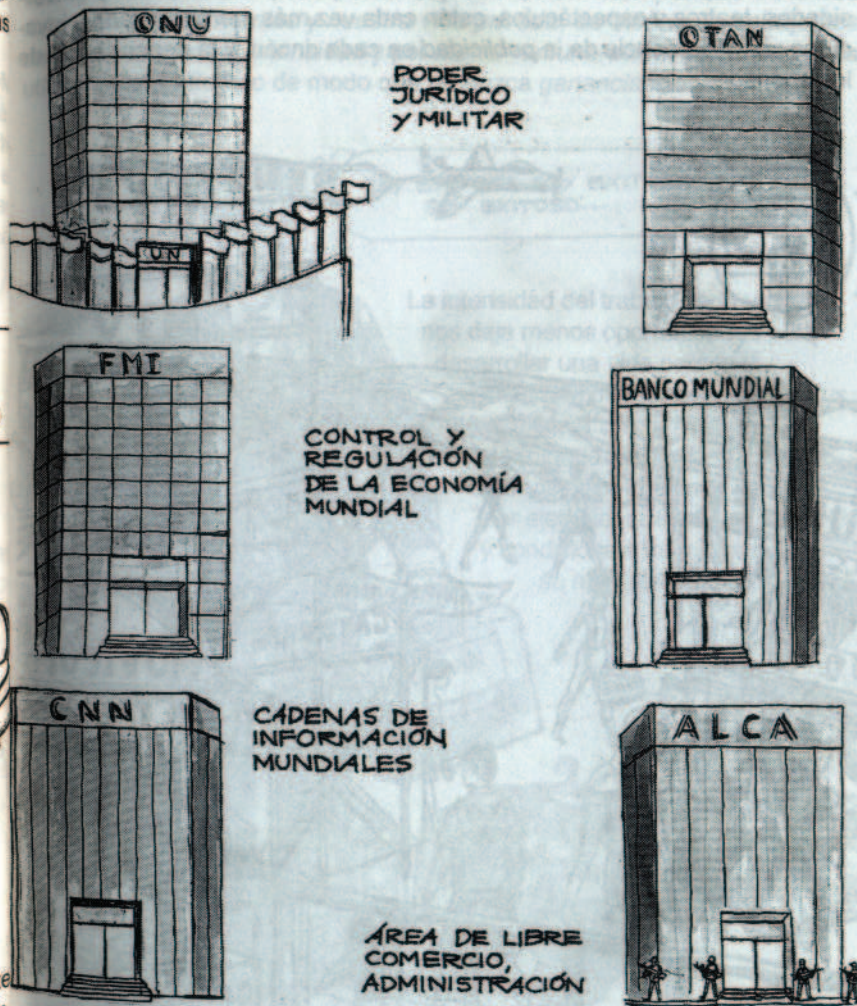 ONU
OTAN
PODER
JURÍDICO
Y MILITAR
UN
FMI
BANCO MUNDIAL
CONTROL Y
REGULACIÓN
DE LA ECONOMÍA
MUNDIAL
CNN
CADENAS DE
INFORMACIÓN
MUNDIALES
ALCA
ÁREA DE LIBRE
COMERCIO,
ADMINISTRACIÓN